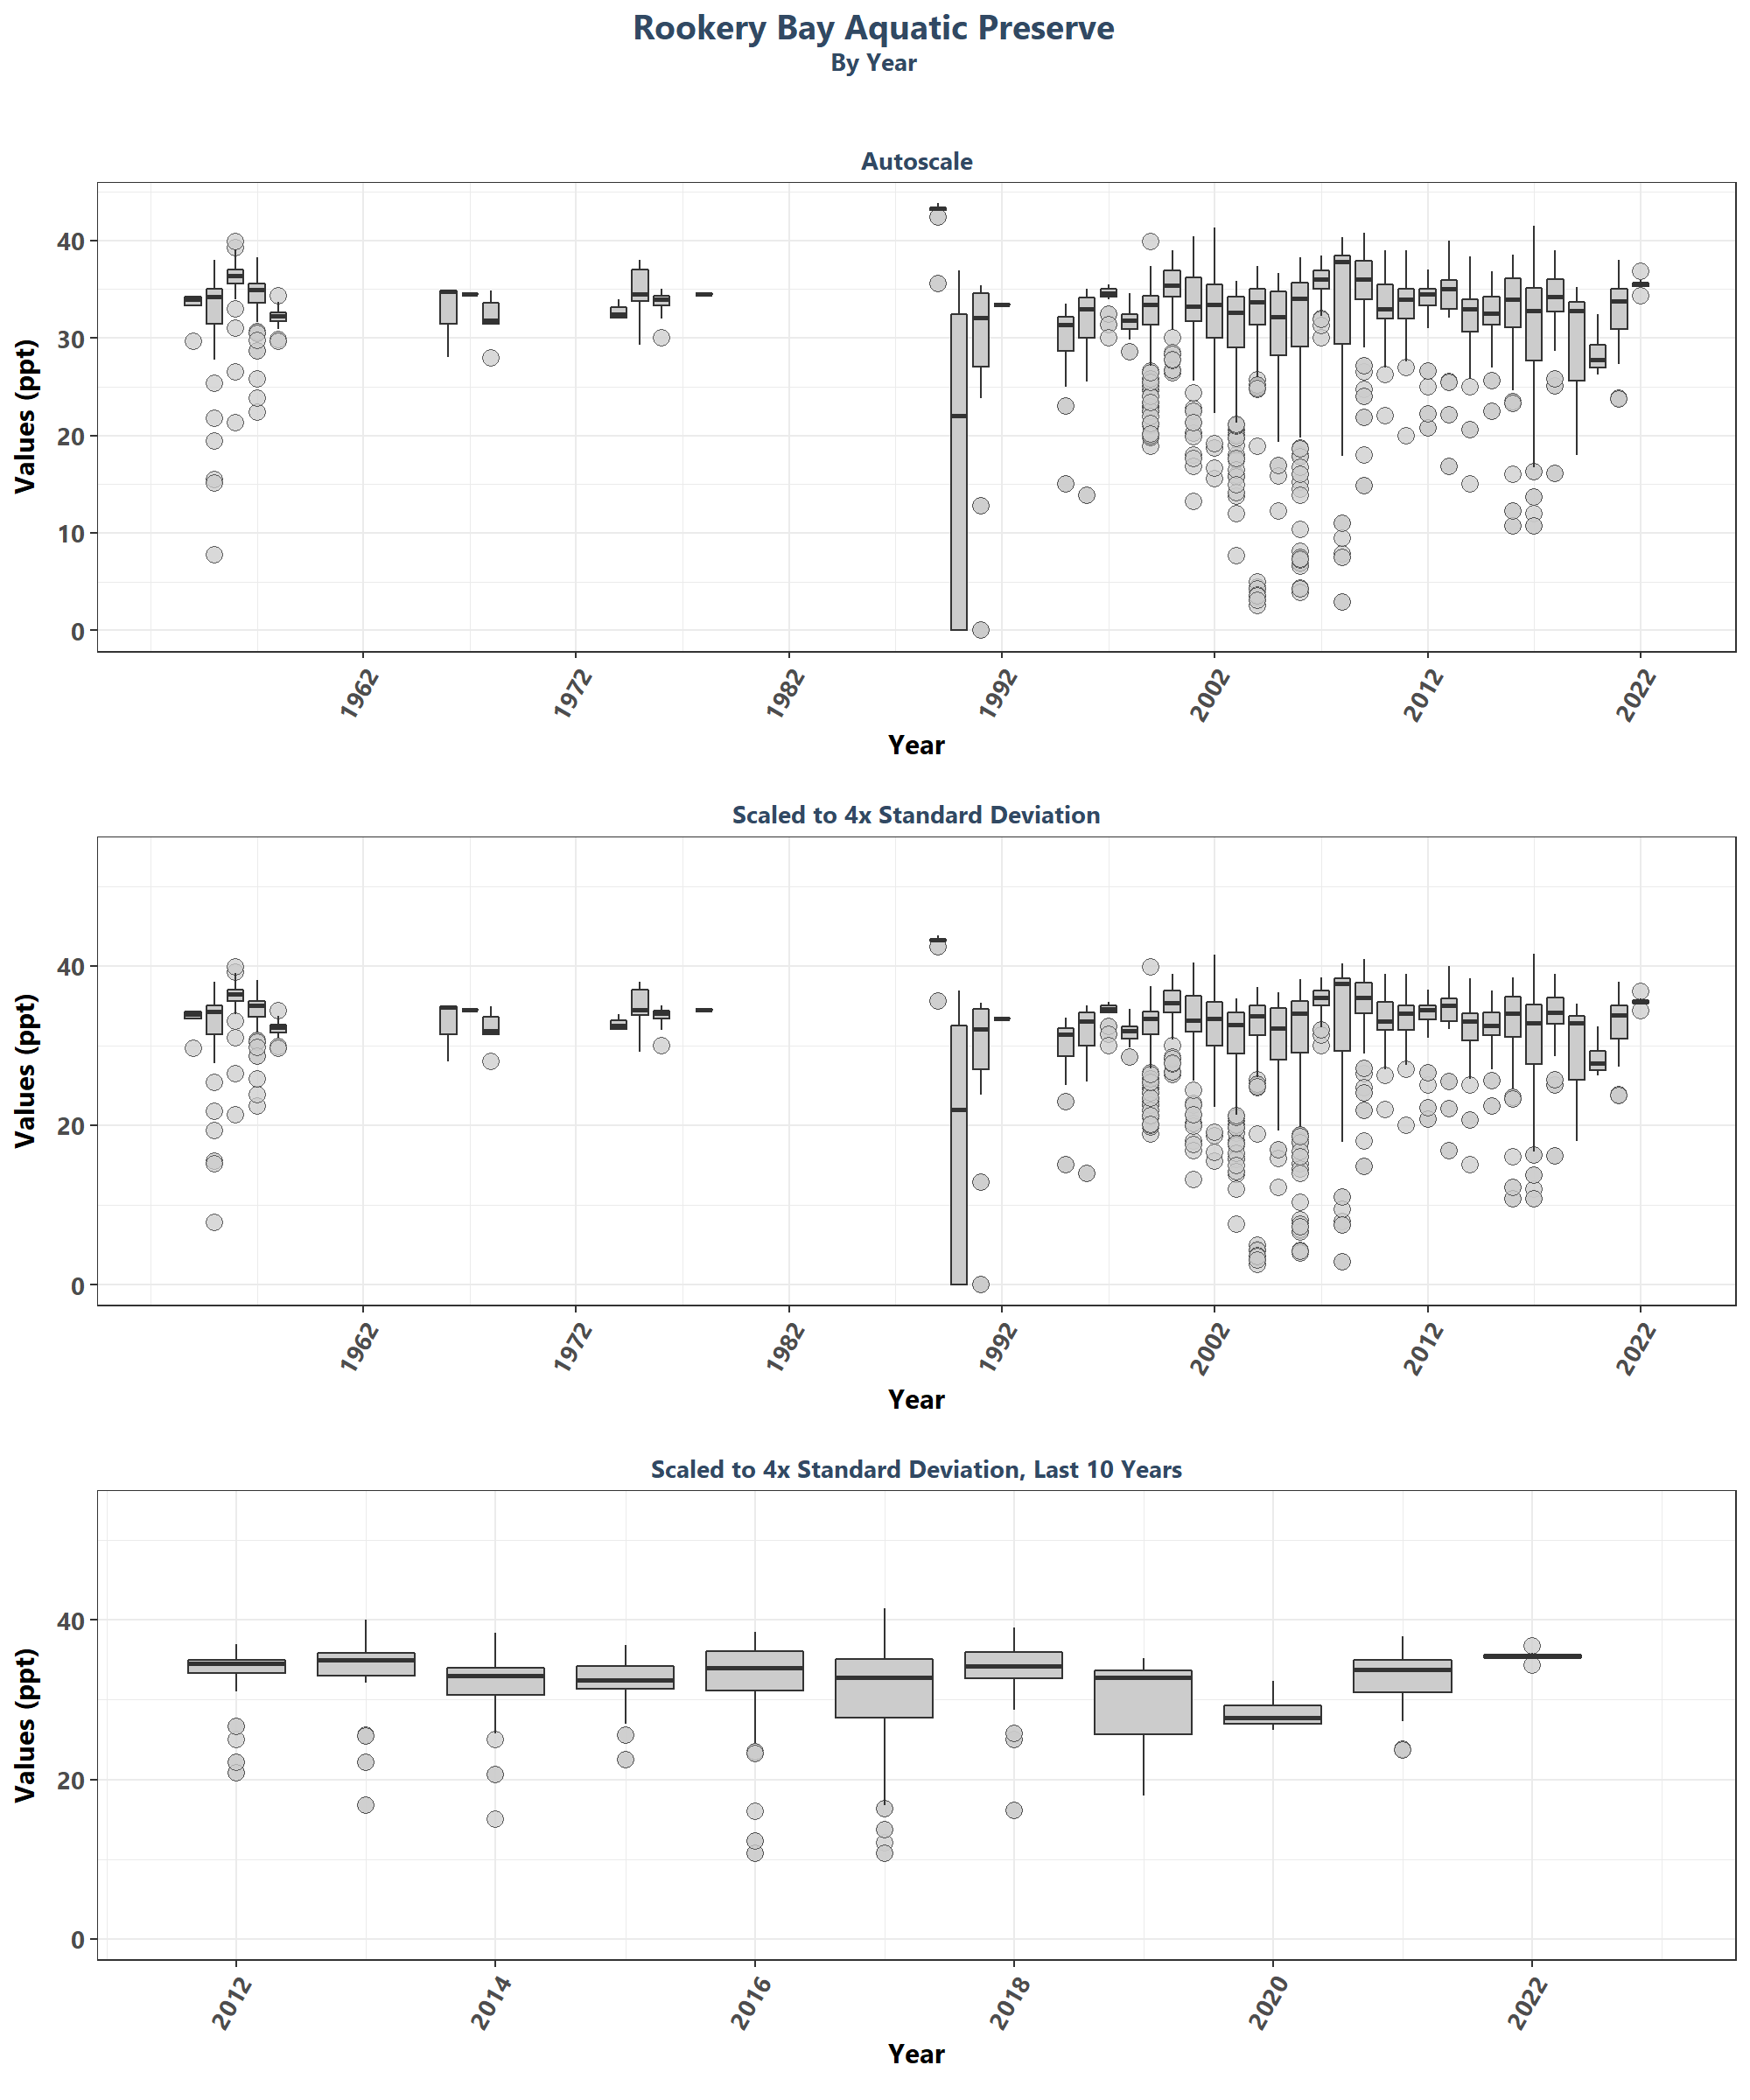 Rookery Bay Aquatic Preserve
By Year
Autoscale
Values (ppt)
40
30
20
10
0
1962 1972 1982 1992 2002 2012 2022
Year
Scaled to 4x Standard Deviation
Values (ppt)
40
20
0
1962 1972 1982 1992 2002 2012 2022
Year
Scaled to 4x Standard Deviation, Last 10 Years
Values (ppt)
40
20
0
2012 2014 2016 2018 2020 2022
Year